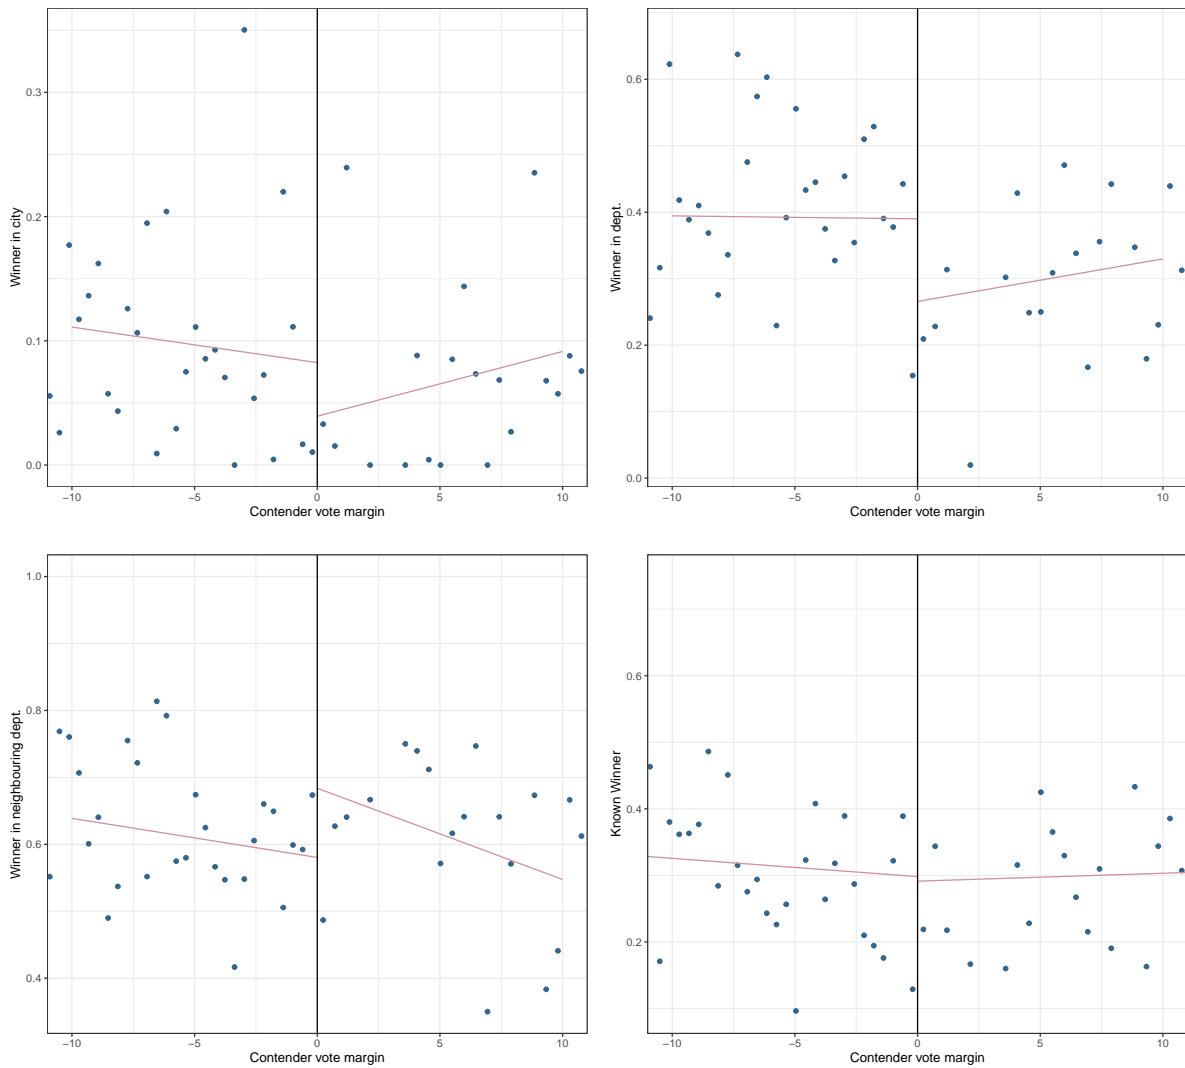 Winner in city
0.3
0.2
0.1
0.0
−10 −5 0 5 10
Contender vote margin
Winner in dept.
0.6
0.4
0.2
0.0
−10 −5 0 5 10
Contender vote margin
Winner in neighbouring dept.
1.0
0.8
0.6
0.4
−10 −5 0 5 10
Contender vote margin
Known Winner
0.6
0.4
0.2
−10 −5 0 5 10
Contender vote margin